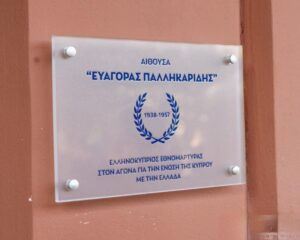 ΑΙΘΟΥΣΑ
"ΕΥΑΓΟΡΑΣ ΠΑΛΛΗΚΑΡΙΔΗΣ"
1938-1957
ΕΛΛΗΝΟΚΥΠΡΙΟΣ ΕΘΝΟΜΑΡΤΥΡΑΣ
ΣΤΟΝ ΑΓΩΝΑ ΓΙΑ ΤΗΝ ΕΝΩΣΗ ΤΗΣ ΚΥΠΡΟΥ
ΜΕ ΤΗΝ ΕΛΛΑΔΑ